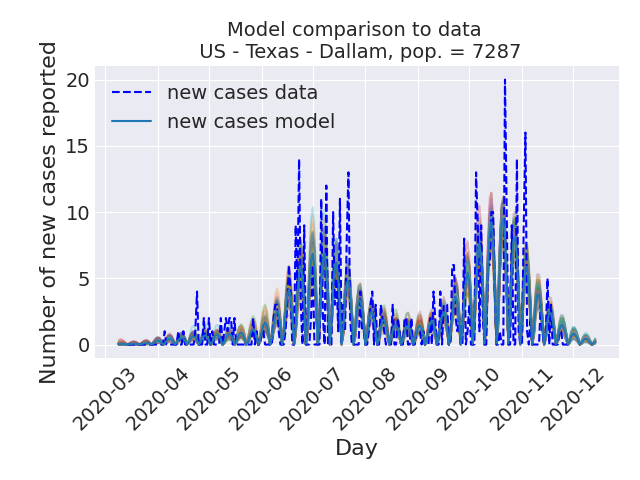 Model comparison to data
US - Texas - Dallam, pop. = 7287
Number of new cases reported
20
15
10
5
0
new cases data
new cases model
2020-03
2020-04
2020-05
2020-06
2020-07
2020-08
2020-09
2020-10
2020-11
2020-12
Day